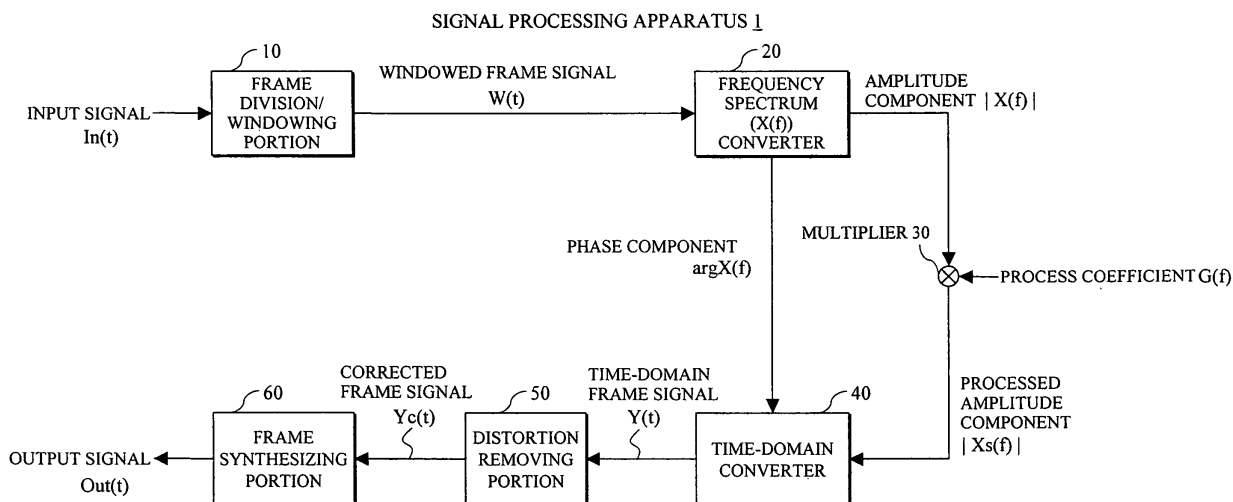 SIGNAL PROCESSING APPARATUS 1
10
FRAME
DIVISION/
WINDOWING
PORTION
INPUT SIGNAL
In(t)
WINDOWED FRAME SIGNAL
W(t)
20
FREQUENCY
SPECTRUM
(X(f))
CONVERTER
AMPLITUDE
COMPONENT | X(f) |
PHASE COMPONENT
argX(f)
MULTIPLIER 30
PROCESS COEFFICIENT G(f)
PROCESSED
AMPLITUDE
COMPONENT
| Xs(f) |
40
TIME-DOMAIN
CONVERTER
TIME-DOMAIN
FRAME SIGNAL
Y(t)
50
DISTORTION
REMOVING
PORTION
CORRECTED
FRAME SIGNAL
Yc(t)
60
FRAME
SYNTHESIZING
PORTION
OUTPUT SIGNAL
Out(t)